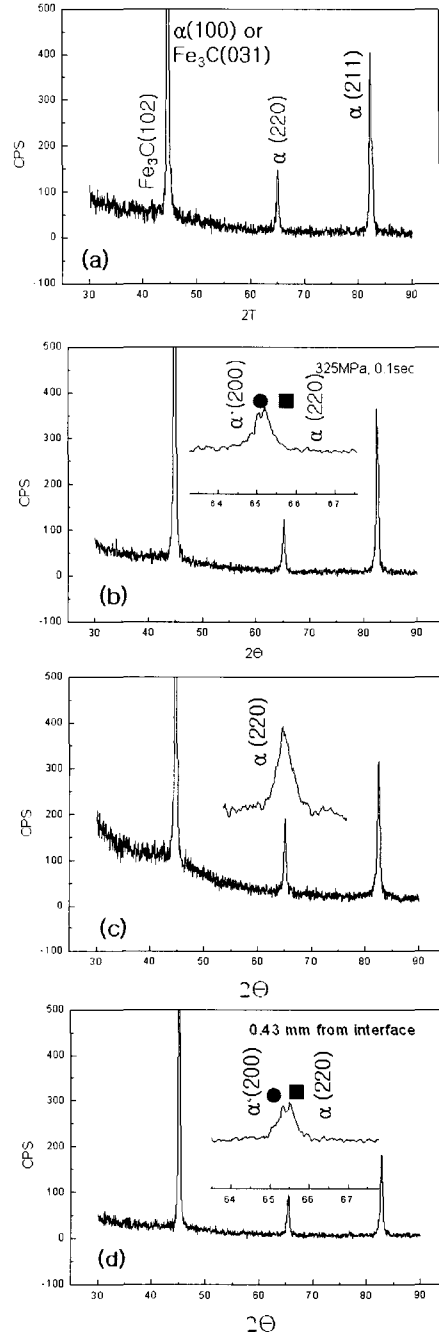 α(100) or
Fe₃C(031)
Fe₃C(102)
α (220)
α (211)
CPS
500
400
300
200
100
0
-100
(a)
30 40 50 60 70 80 90
2T
325MPa, 0.1sec
α'(200)
α (220)
64 65 66 67
CPS
500
400
300
200
100
0
-100
(b)
30 40 50 60 70 80 90
2Θ
α (220)
CPS
500
400
300
200
100
0
-100
(c)
30 40 50 60 70 80 90
2Θ
0.43 mm from interface
(200)
α (220)
64 65 66 67
CPS
500
400
300
200
100
0
-100
(d)
30 40 50 60 70 80 90
2Θ